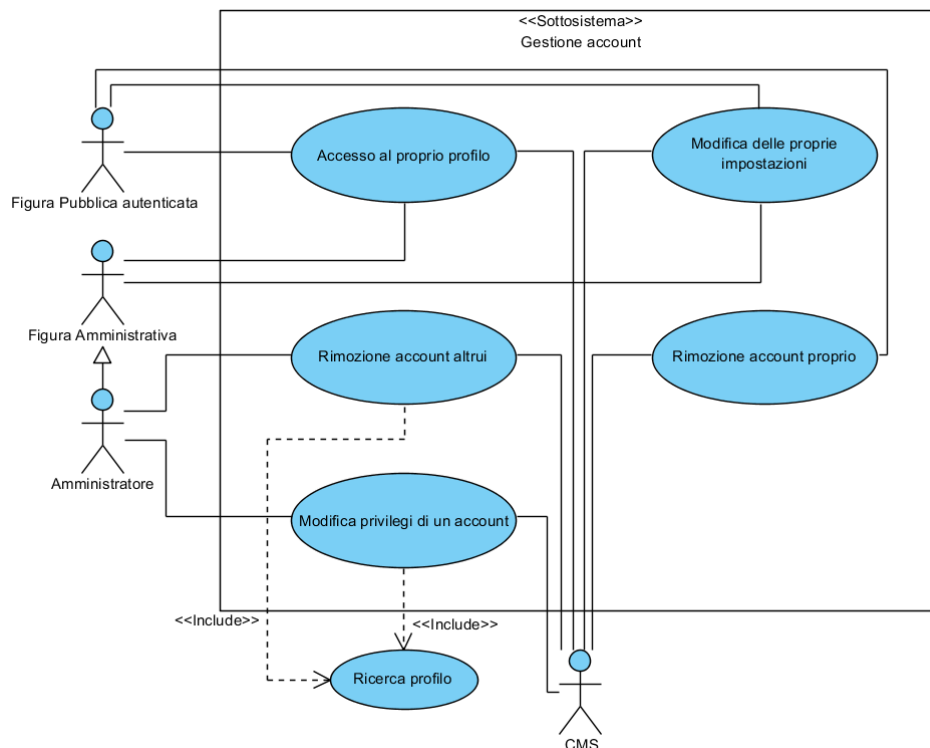 <<Sottosistema>>
Gestione account
Accesso al proprio profilo
Modifica delle proprie
impostazioni
Figura Pubblica autenticata
Figura Amministrativa
Rimozione account altrui
Rimozione account proprio
Amministratore
Modifica privilegi di un account
<<Include>>
<<Include>>
Ricerca profilo
CMS